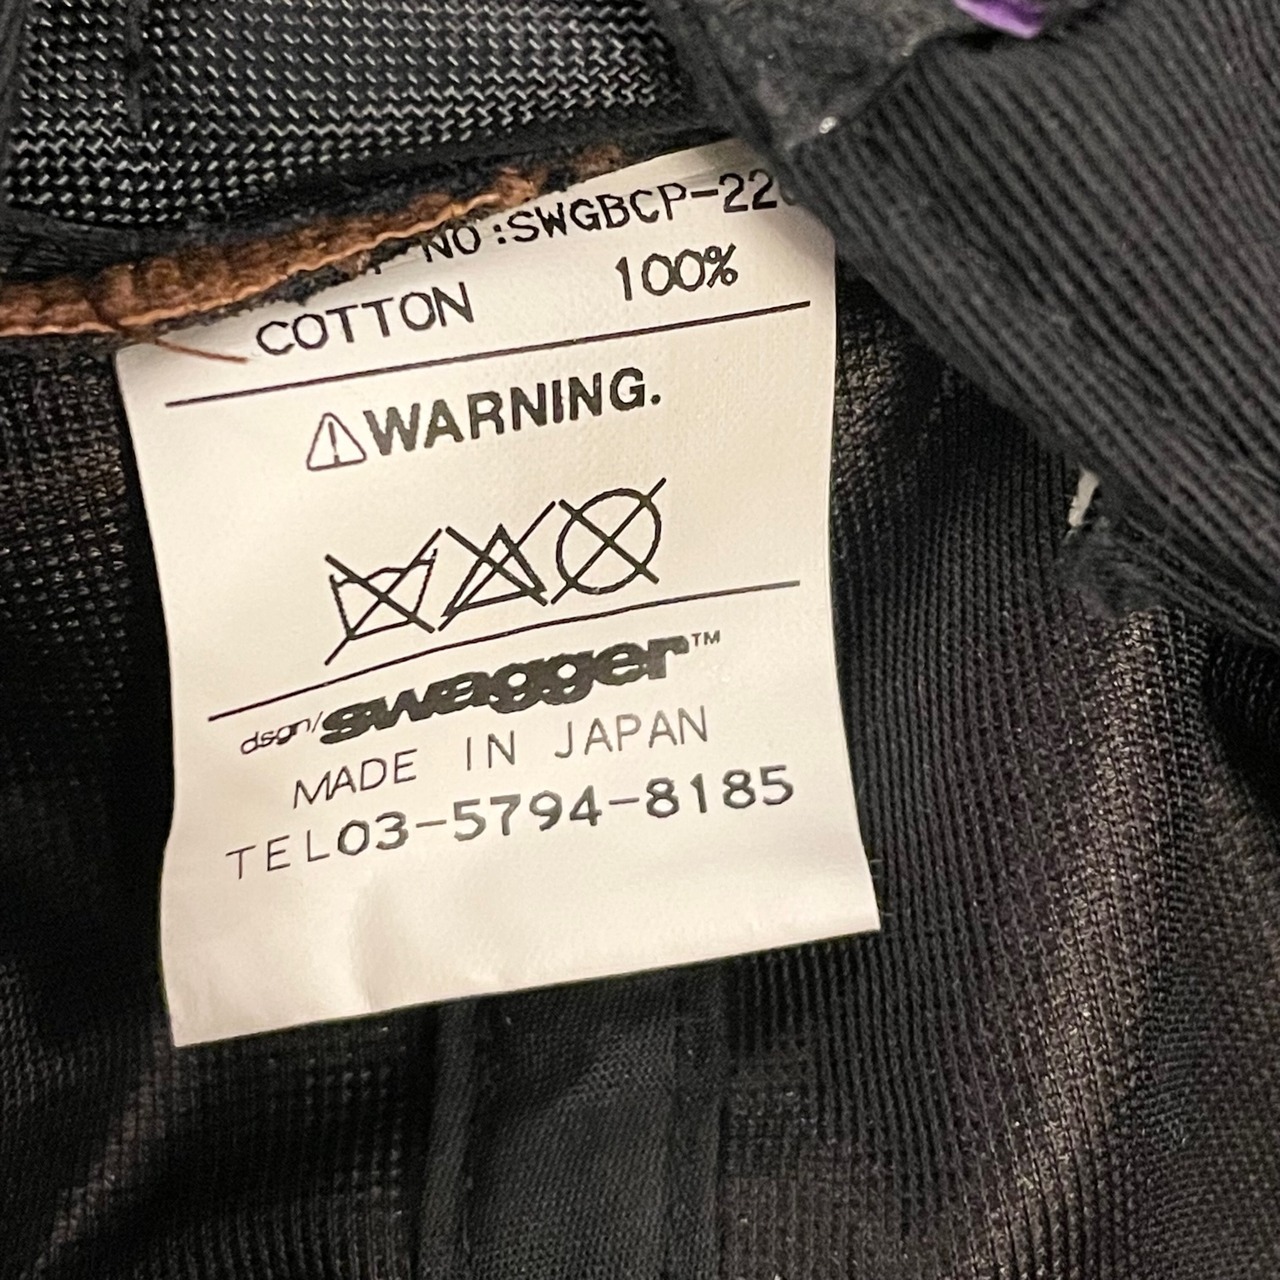 NO:SWGBCP-22
COTTON 100%
WARNING.
dsgn/swagger™
MADE IN JAPAN
TEL03-5794-8185